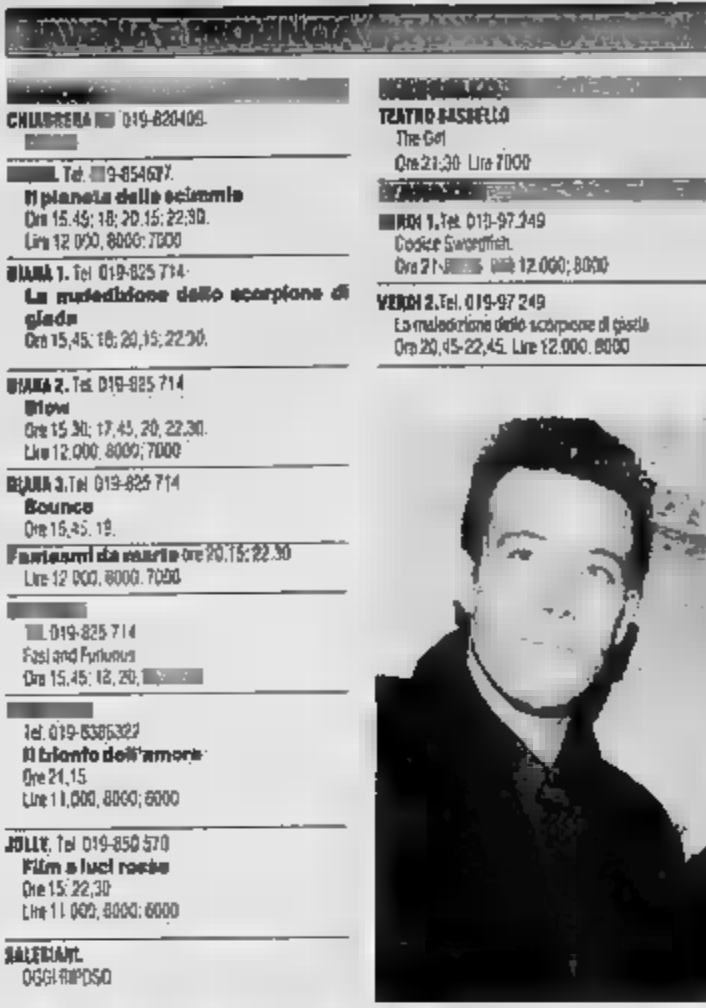 SAVONA E PROVINCIA
CHIABRERA 019-820409.
Tel. 019-854627.
Il pianeta delle scimmie
Ore 15.45; 18; 20,15; 22,30.
Lire 12.000, 8000; 7000
DIANA 1. Tel. 019-825 714
La maledizione dello scorpione di
giada
Ore 15,45; 18; 20,15; 22,30.
DIANA 2. Tel. 019-825 714
Blow
Ore 15.30; 17,45, 20, 22,30.
Lire 12.000, 8000; 7000
DIANA 3. Tel 019-825 714
Bounce
Ore 15,45. 18.
Fantasmi da marte ore 20,15; 22.30
Lire 12.000, 8000. 7000
019-825 714
Fast and Furious
Ore 15,45; 18, 20,
Tel. 019-8386322
Il trionfo dell'amore
Ore 21,15.
Lire 11,000, 8000; 6000
JOLLY. Tel 019-850 570
Film a luci rosse
Ore 15; 22,30
Lire 11.000, 8000; 6000
SALESIANI.
OGGI RIPOSO
TEATRO SASSELLO
The Girl
Ore 21;30 Lire 7000
1. Tel. 019-97.249
Codice Swordfish.
Ore 21 12.000; 8000
VERDI 2. Tel. 019-97 249
La maledizione dello scorpione di giada
Ore 20,45-22,45. Lire 12.000. 8000